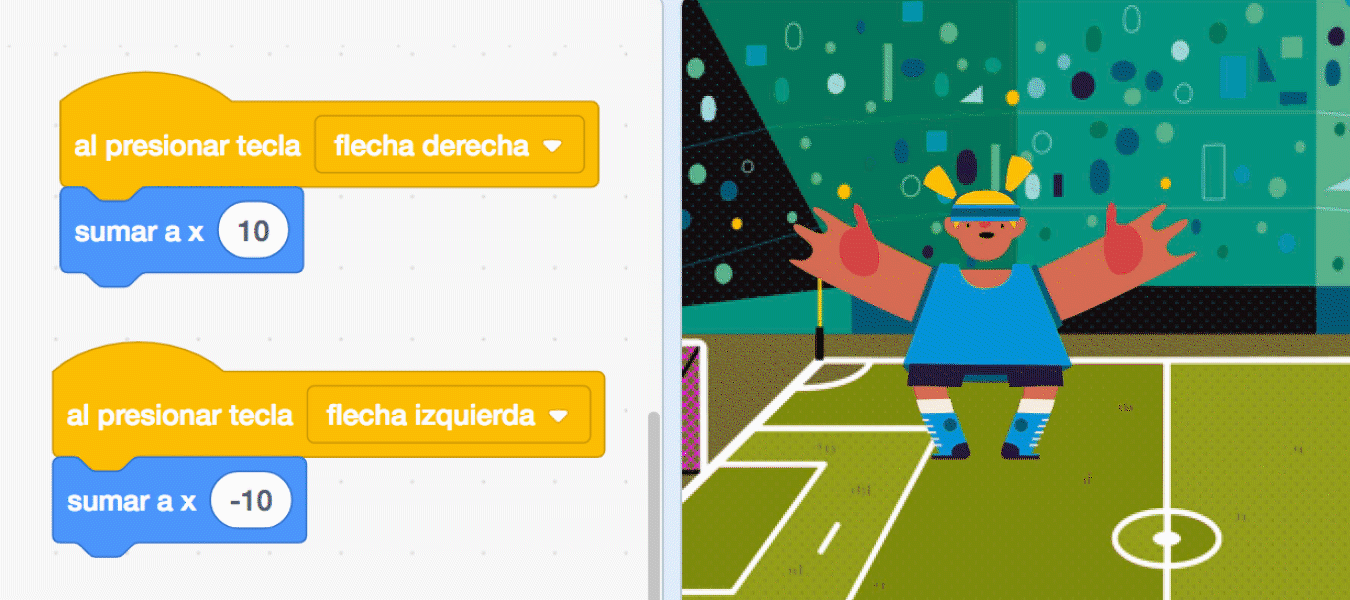 al presionar tecla flecha derecha
sumar a x 10
al presionar tecla flecha izquierda
sumar a x -10